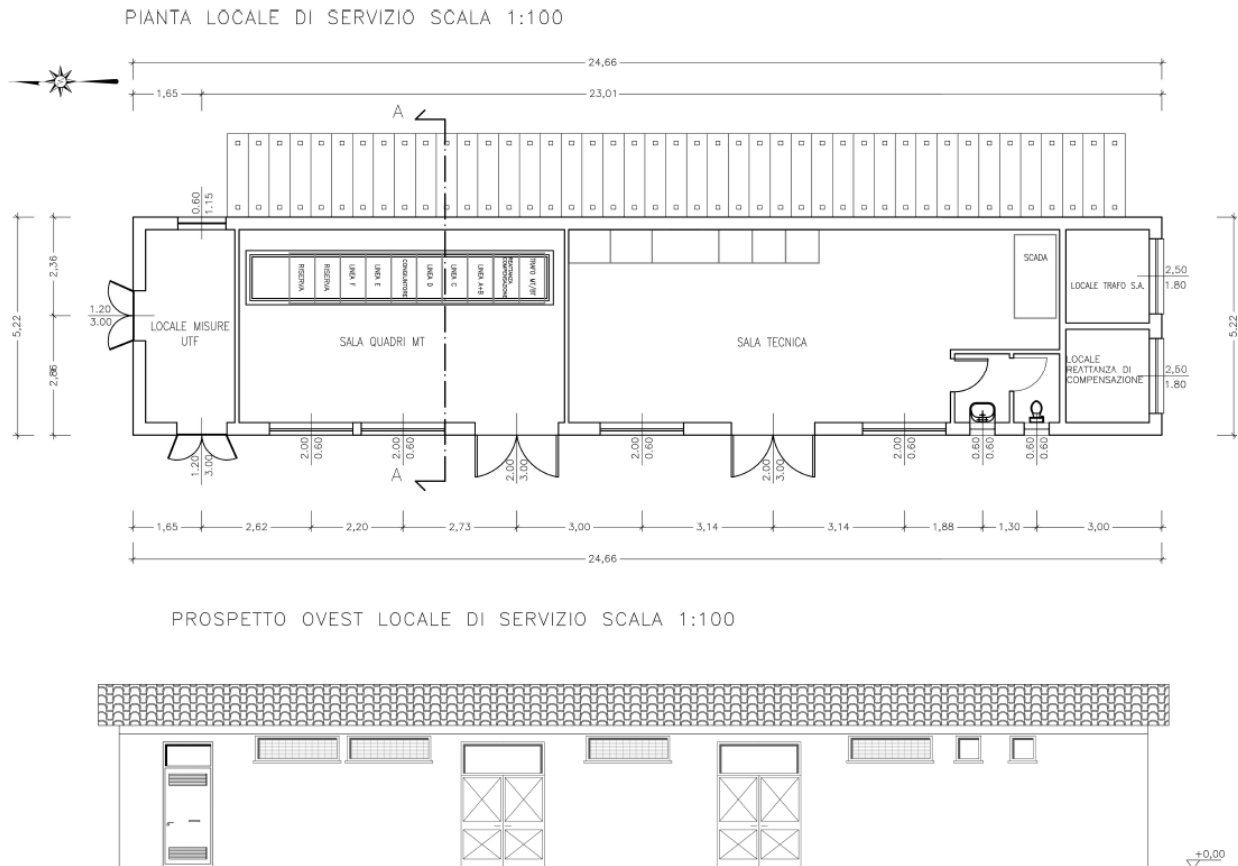 PIANTA LOCALE DI SERVIZIO SCALA 1:100
24,66
1,65
23,01
A
0.60
1.15
2,36
5,22
2,86
1.20
3.00
LOCALE MISURE
UTF
RISERVA
RISERVA
LINEA F
LINEA E
CONGIUNTORE
LINEA D
LINEA C
LINEA A+B
REATTANZA
COMPENSAZIONE
TRAFO MT/BT
SALA QUADRI MT
SALA TECNICA
SCADA
LOCALE TRAFO S.A.
LOCALE
REATTANZA DI
COMPENSAZIONE
2,50
1.80
2,50
1.80
5,22
1.20
3.00
2.00
0.60
2.00
0.60
A
2.00
3.00
2.00
0.60
2.00
3.00
2.00
0.60
0.60
0.60
0.60
0.60
1,65
2,62
2,20
2,73
3,00
3,14
3,14
1,88
1,30
3,00
24,66
PROSPETTO OVEST LOCALE DI SERVIZIO SCALA 1:100
+0,00